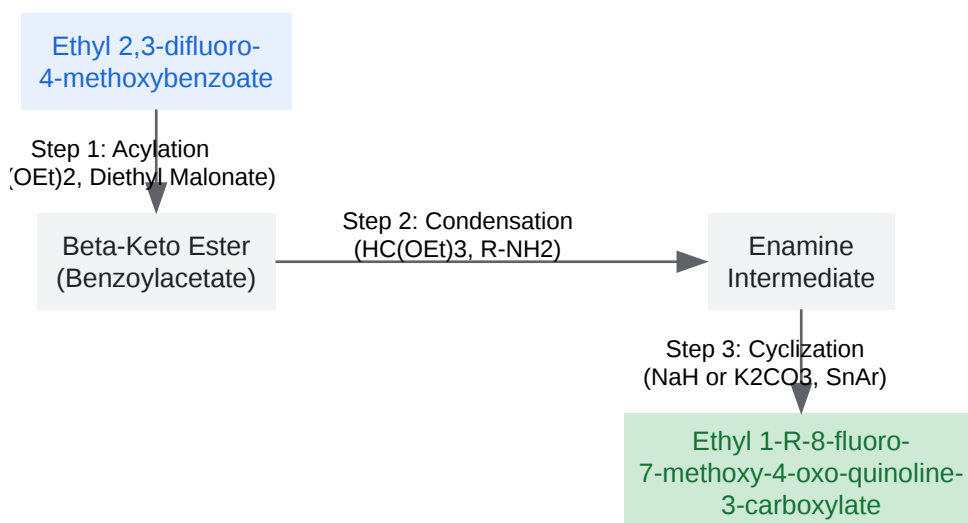 Ethyl 2,3-difluoro-
4-methoxybenzoate
Step 1: Acylation
(OEt)2, Diethyl Malonate)
Beta-Keto Ester
(Benzoylacetate)
Step 2: Condensation
(HC(OEt)3, R-NH2)
Enamine
Intermediate
Step 3: Cyclization
(NaH or K2CO3, SnAr)
Ethyl 1-R-8-fluoro-
7-methoxy-4-oxo-quinoline-
3-carboxylate